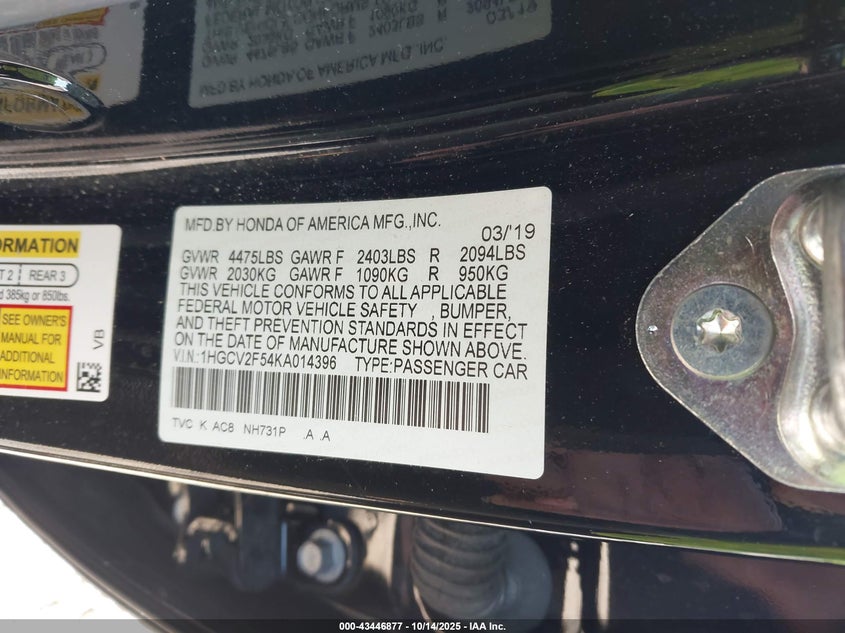 MFD.BY HONDA OF AMERICA MFG.,INC.
03/'19
GVWR 4475LBS GAWR F 2403LBS R 2094LBS
GVWR 2030KG GAWR F 1090KG R 950KG
THIS VEHICLE CONFORMS TO ALL APPLICABLE
FEDERAL MOTOR VEHICLE SAFETY , BUMPER,
AND THEFT PREVENTION STANDARDS IN EFFECT
ON THE DATE OF MANUFACTURE SHOWN ABOVE.
V.I.N.:1HGCV2F54KA014396 TYPE:PASSENGER CAR
TVC K AC8 NH731P .A .A
ORMATION
T 2 REAR 3
d 385kg or 850lbs.
SEE OWNER'S
MANUAL FOR
ADDITIONAL
INFORMATION
VB
000-43446877 - 10/14/2025 - IAA Inc.